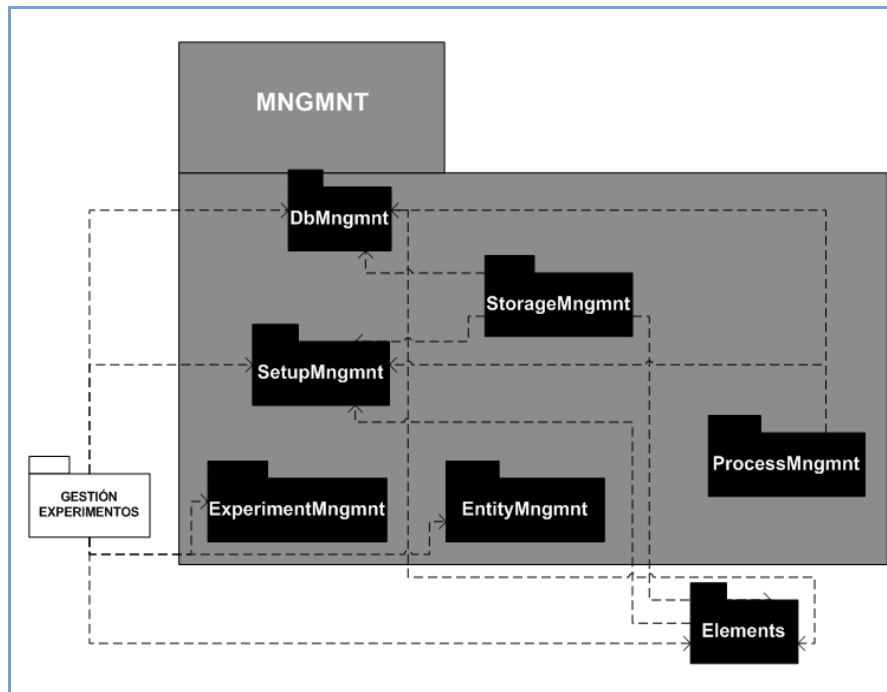 MNGMNT
DbMngmnt
StorageMngmnt
SetupMngmnt
ProcessMngmnt
GESTIÓN
EXPERIMENTOS
ExperimentMngmnt
EntityMngmnt
Elements